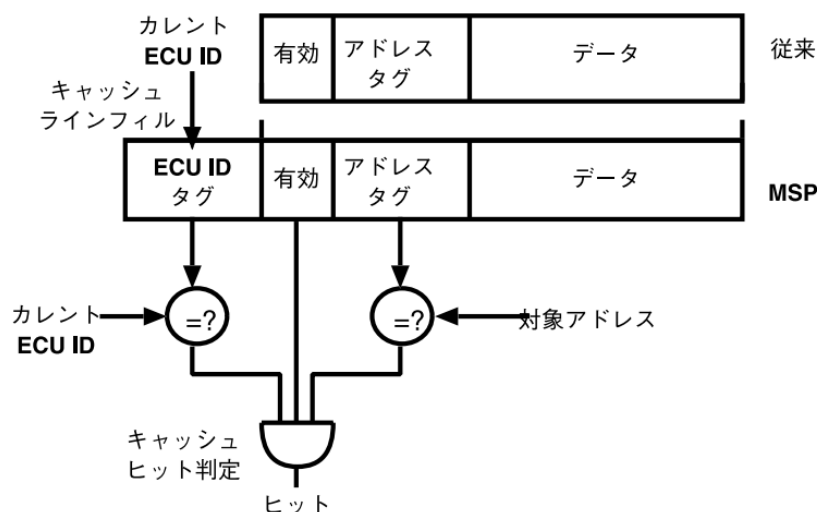 カレント
ECU ID
有効
アドレス
タグ
データ
従来
キャッシュ
ラインフィル
ECU ID
タグ
有効
アドレス
タグ
データ
MSP
カレント
ECU ID
=?
=?
対象アドレス
キャッシュ
ヒット判定
ヒット